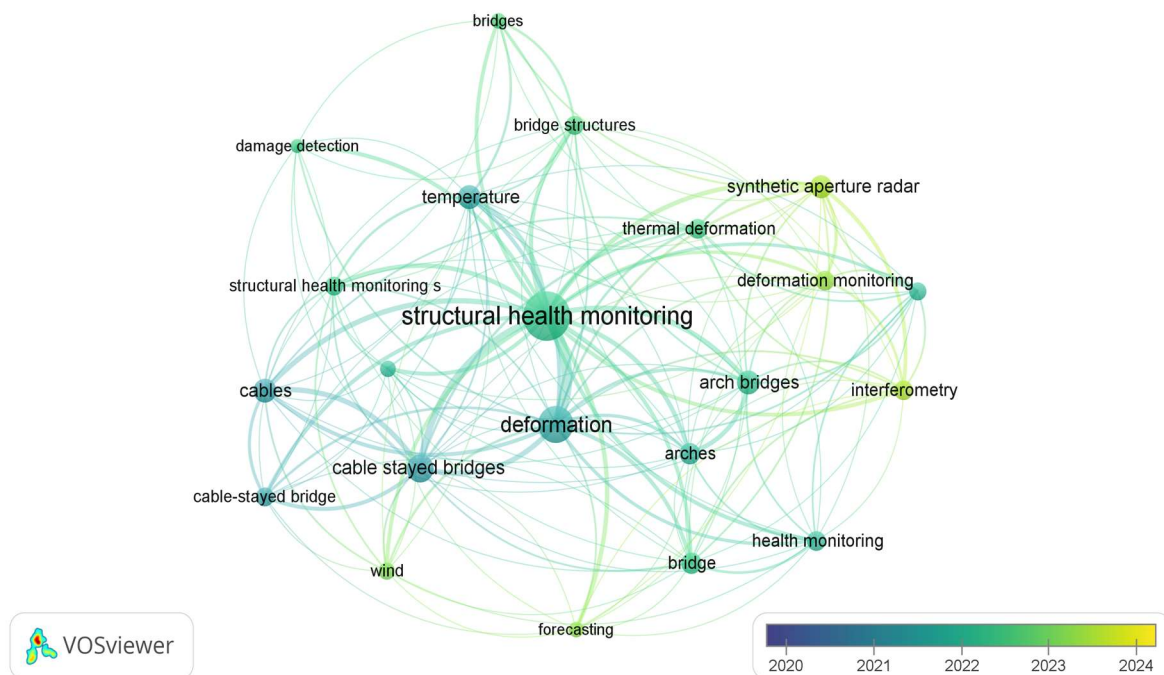 bridges
bridge structures
damage detection
synthetic aperture radar
temperature
thermal deformation
deformation monitoring
structural health monitoring s
structural health monitoring
arch bridges
interferometry
cables
deformation
arches
cable stayed bridges
cable-stayed bridge
health monitoring
bridge
wind
forecasting
VOSviewer
2020 2021 2022 2023 2024